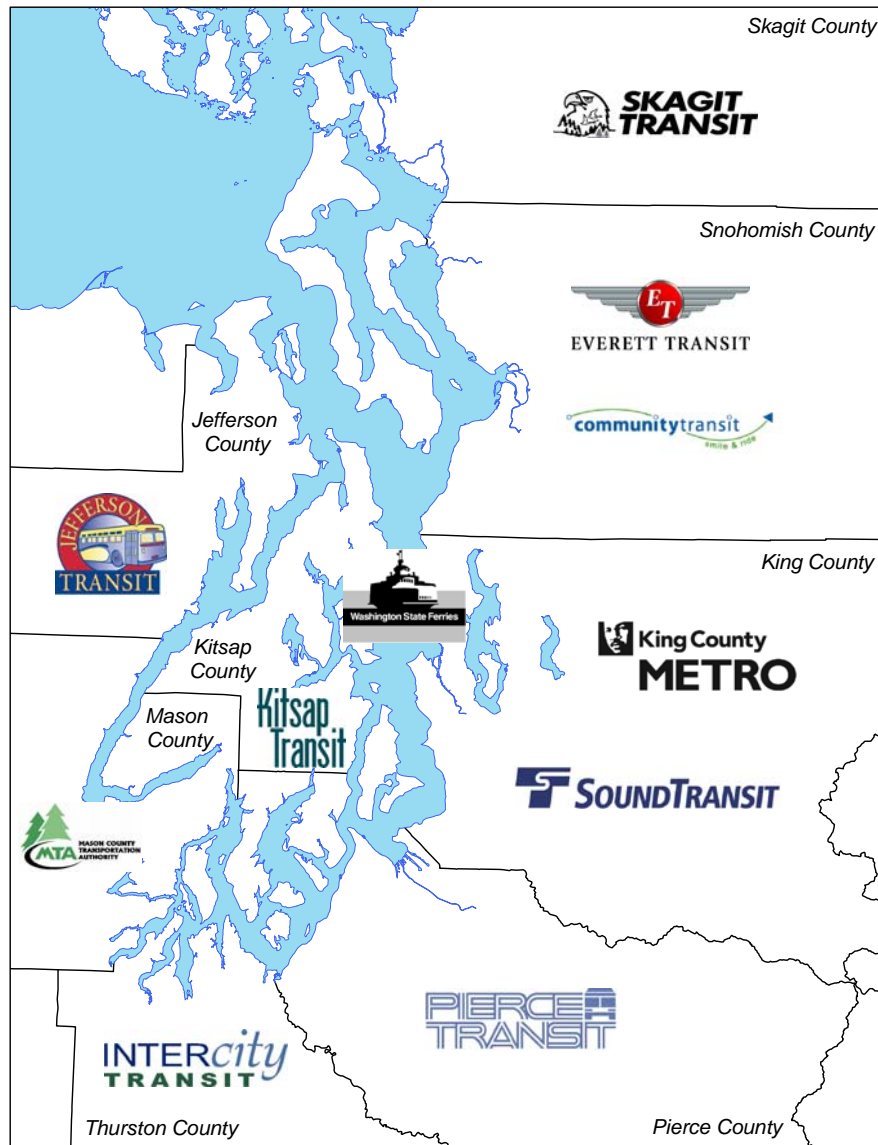 Skagit County
SKAGIT
TRANSIT
Snohomish County
ET
EVERETT TRANSIT
communitytransit
smile & ride
Jefferson
County
JEFFERSON
TRANSIT
King County
Washington State Ferries
King County
METRO
Kitsap
County
Kitsap
Transit
Mason
County
SOUNDTRANSIT
MTA
MASON COUNTY
TRANSPORTATION
AUTHORITY
PIERCE
TRANSIT
INTERcity
TRANSIT
Thurston County
Pierce County